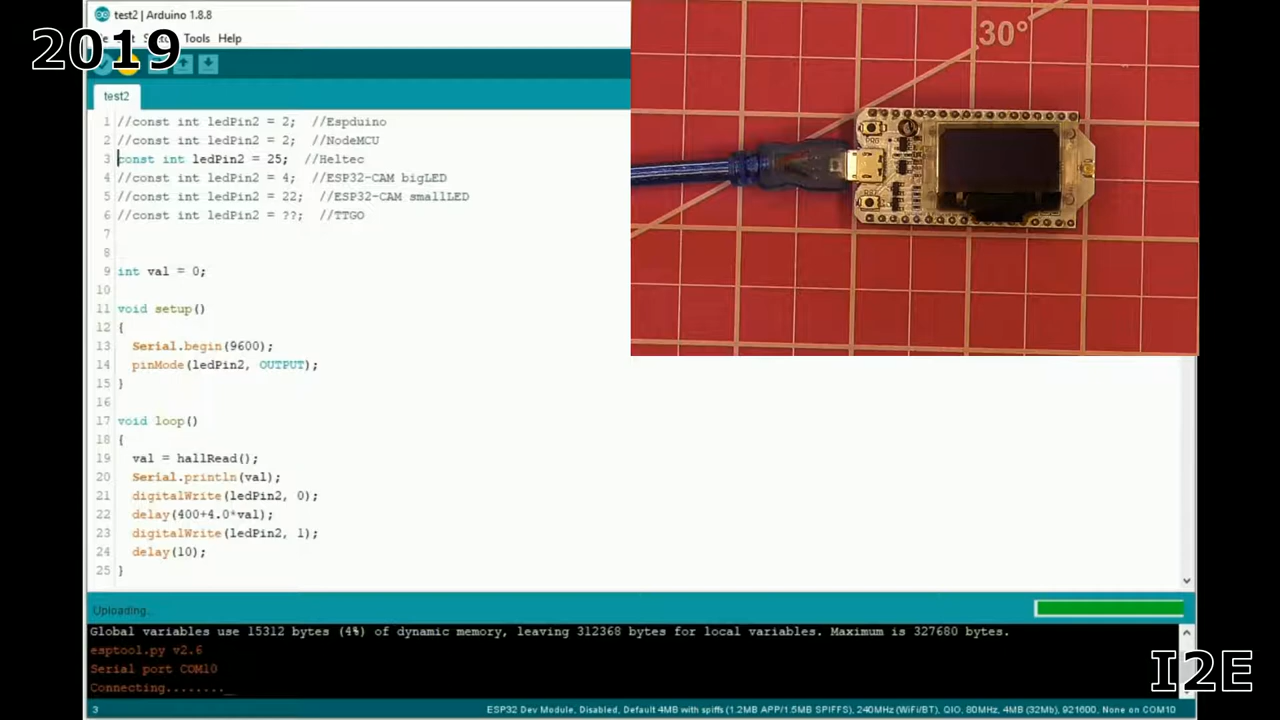 test2 | Arduino 1.8.8
2019
Tools Help
test2
1 //const int ledPin2 = 2; //Espduino
2 //const int ledPin2 = 2; //NodeMCU
3 const int ledPin2 = 25; //Heltec
4 //const int ledPin2 = 4; //ESP32-CAM bigLED
5 //const int ledPin2 = 22; //ESP32-CAM smallLED
6 //const int ledPin2 = ??; //TTGO
7
8
9 int val = 0;
10
11 void setup()
12 {
13 Serial.begin(9600);
14 pinMode(ledPin2, OUTPUT);
15 }
16
17 void loop()
18 {
19 val = hallRead();
20 Serial.println(val);
21 digitalWrite(ledPin2, 0);
22 delay(400+4.0*val);
23 digitalWrite(ledPin2, 1);
24 delay(10);
25 }
30°
PRG
RST
Uploading...
Global variables use 15312 bytes (4%) of dynamic memory, leaving 312368 bytes for local variables. Maximum is 327680 bytes.
esptool.py v2.6
Serial port COM10
Connecting........_
I2E
3
ESP32 Dev Module, Disabled, Default 4MB with spiffs (1.2MB APP/1.5MB SPIFFS), 240MHz (WiFi/BT), QIO, 80MHz, 4MB (32Mb), 921600, None on COM10